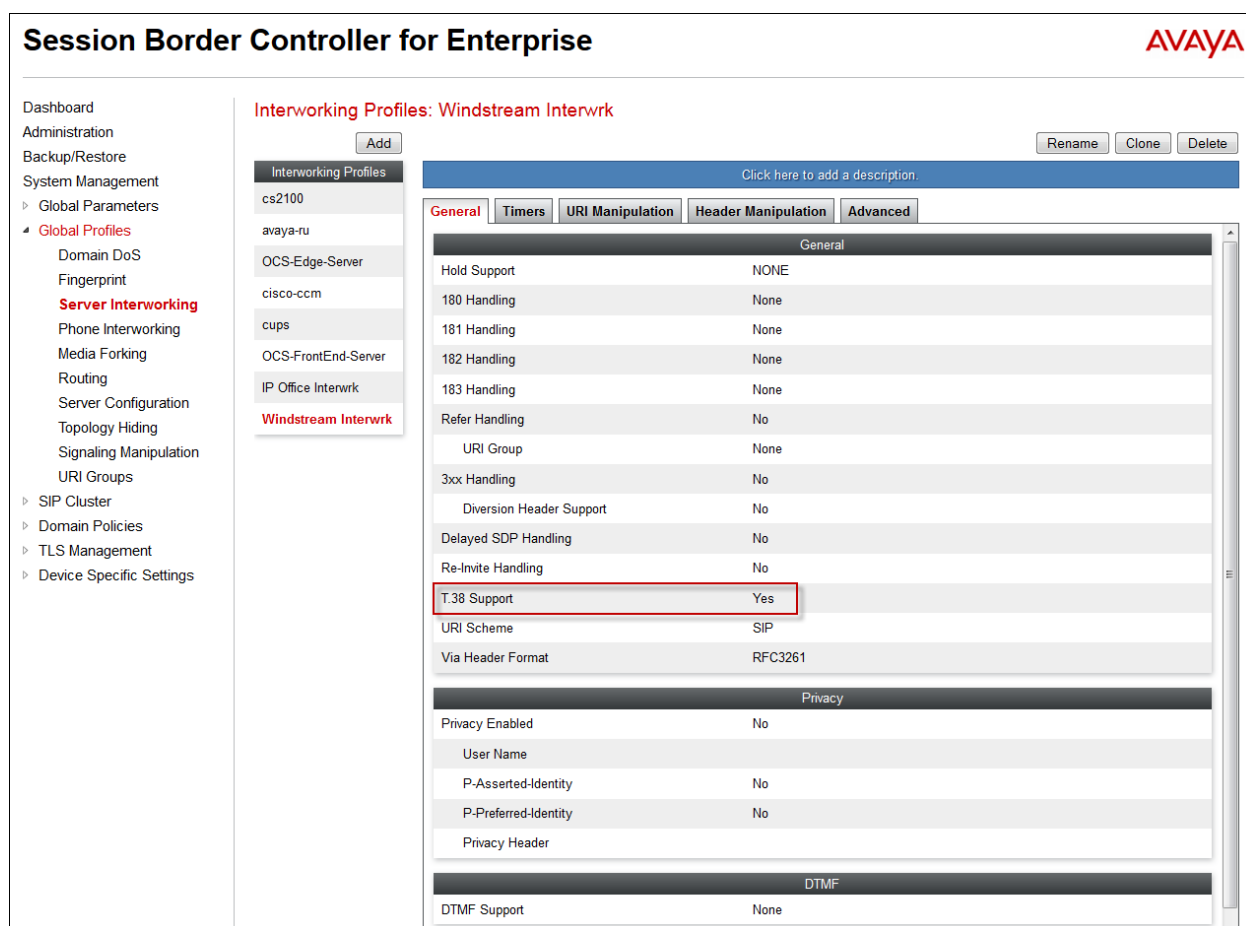 Session Border Controller for Enterprise
AVAYA
Dashboard
Administration
Backup/Restore
System Management
Global Parameters
Global Profiles
Domain DoS
Fingerprint
Server Interworking
Phone Interworking
Media Forking
Routing
Server Configuration
Topology Hiding
Signaling Manipulation
URI Groups
SIP Cluster
Domain Policies
TLS Management
Device Specific Settings
Interworking Profiles: Windstream Interwrk
Add
Rename Clone Delete
Interworking Profiles
cs2100
avaya-ru
OCS-Edge-Server
cisco-ccm
cups
OCS-FrontEnd-Server
IP Office Interwrk
Windstream Interwrk
Click here to add a description.
General Timers URI Manipulation Header Manipulation Advanced
General
Hold Support NONE
180 Handling None
181 Handling None
182 Handling None
183 Handling None
Refer Handling No
URI Group None
3xx Handling No
Diversion Header Support No
Delayed SDP Handling No
Re-Invite Handling No
T.38 Support Yes
URI Scheme SIP
Via Header Format RFC3261
Privacy
Privacy Enabled No
User Name
P-Asserted-Identity No
P-Preferred-Identity No
Privacy Header
DTMF
DTMF Support None